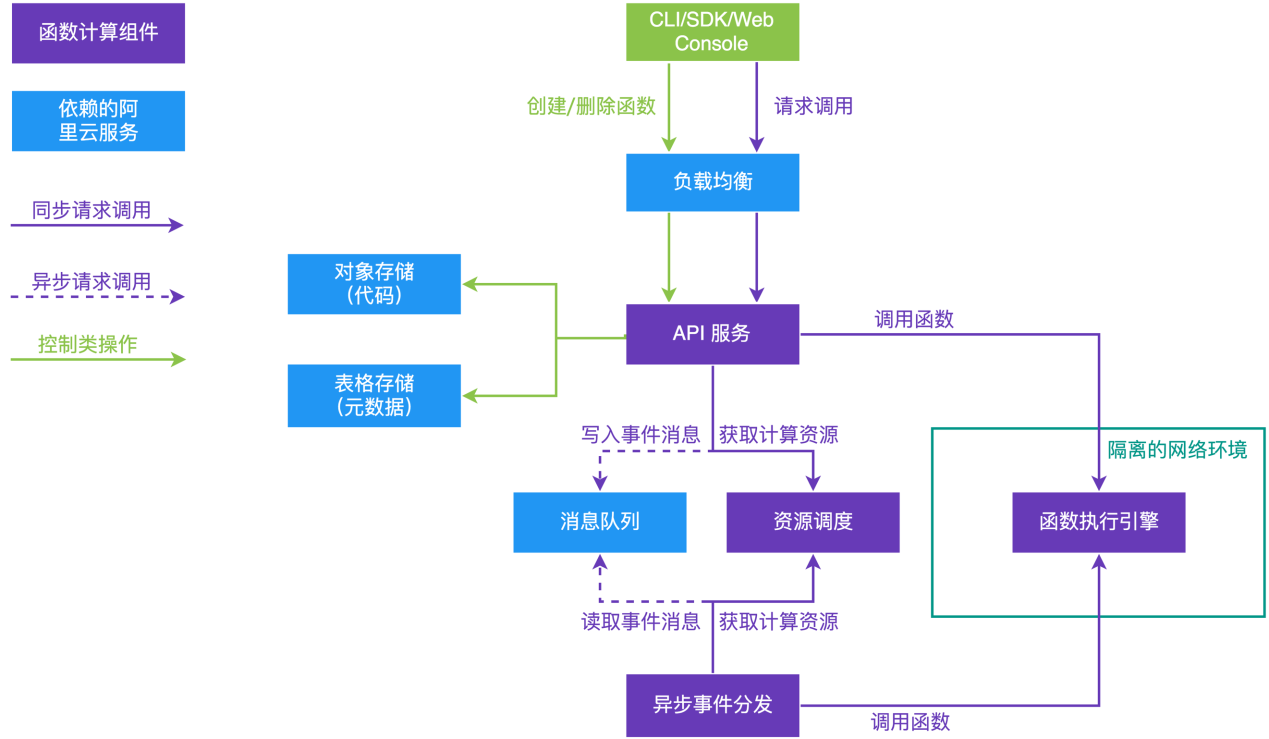 函数计算组件
依赖的阿
里云服务
同步请求调用
异步请求调用
控制类操作
CLI/SDK/Web
Console
创建/删除函数
请求调用
负载均衡
对象存储
(代码)
表格存储
(元数据)
API 服务
调用函数
写入事件消息
获取计算资源
隔离的网络环境
消息队列
资源调度
函数执行引擎
读取事件消息
获取计算资源
异步事件分发
调用函数